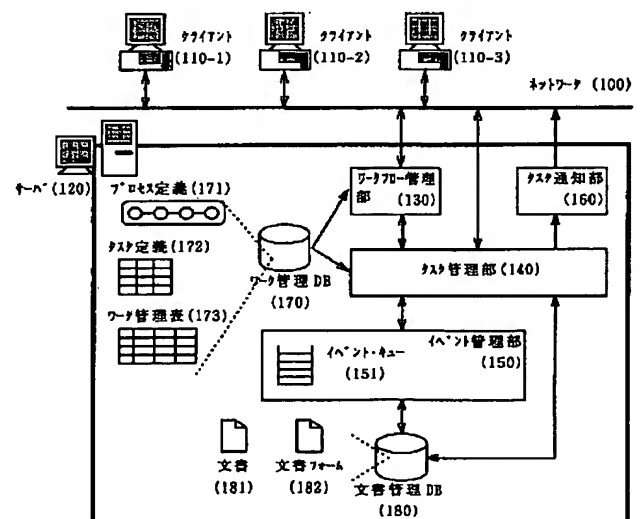 クライアント
(110-1)
クライアント
(110-2)
クライアント
(110-3)
ネットワーク (100)
サーバ (120)
プロセス定義 (171)
タスク定義 (172)
ワーク管理表 (173)
ワーク管理 DB
(170)
ワークフロー管理
部
(130)
タスク通知部
(160)
タスク管理部 (140)
イベント・キュー
(151)
イベント管理部
(150)
文書
(181)
文書フォーム
(182)
文書管理 DB
(180)